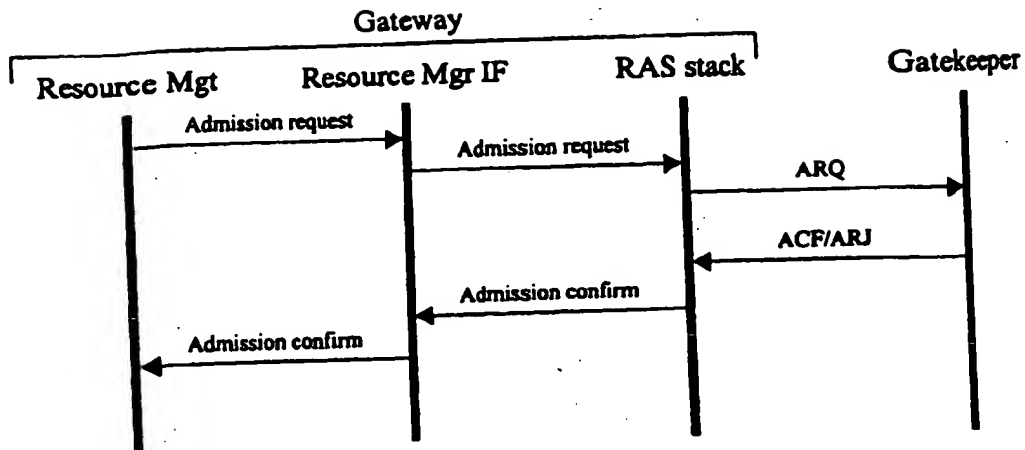 Gateway
Resource Mgt
Resource Mgr IF
RAS stack
Gatekeeper
Admission request
Admission request
ARQ
ACF/ARJ
Admission confirm
Admission confirm